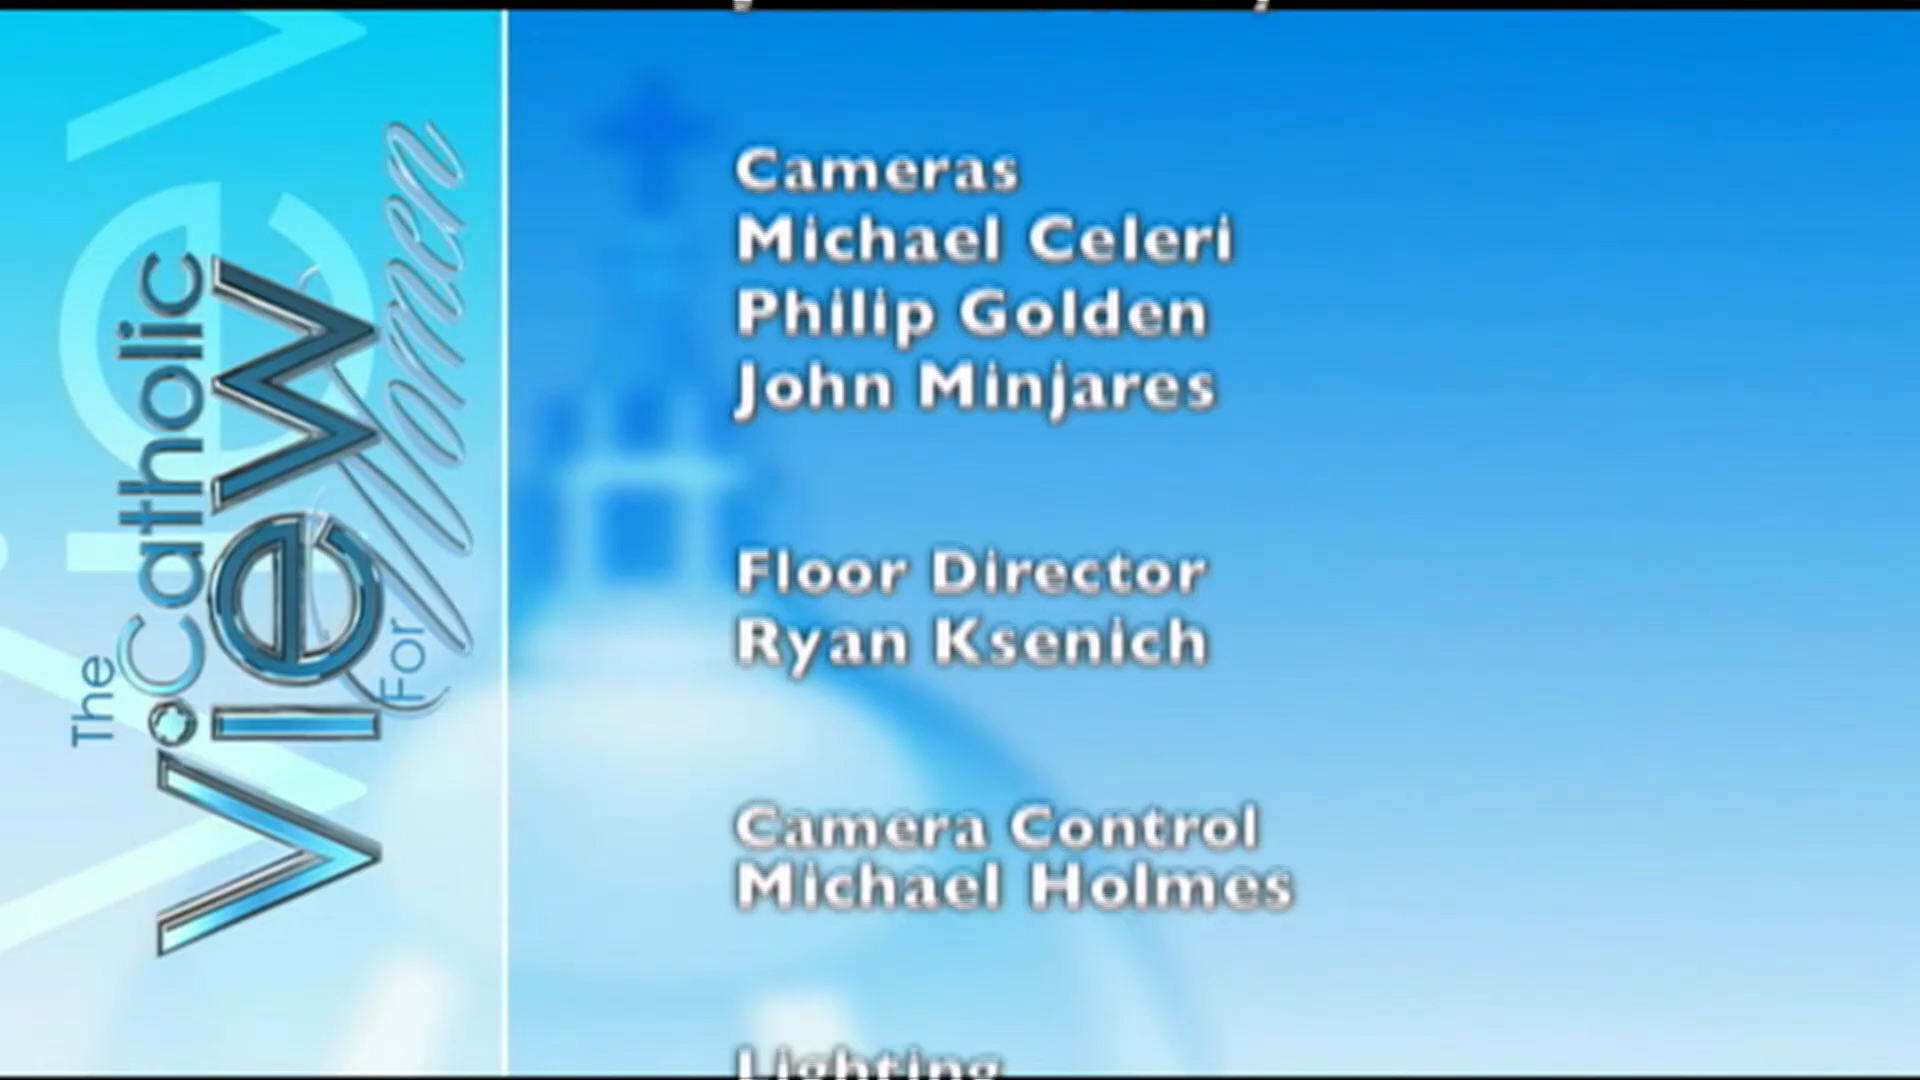 The Catholic
View
For Women
Cameras
Michael Celeri
Philip Golden
John Minjares
Floor Director
Ryan Ksenich
Camera Control
Michael Holmes
Lighting